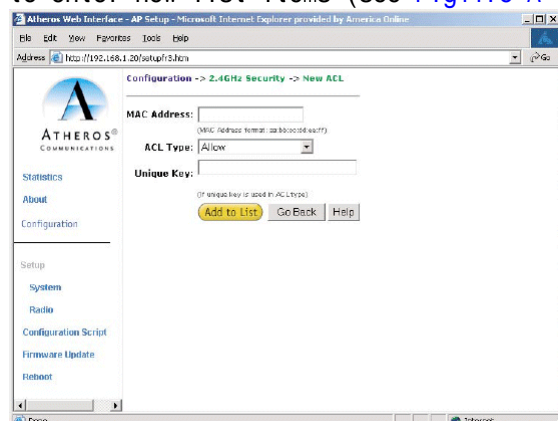 to enter new list items (see Figure A
Atheros Web Interface - AP Setup - Microsoft Internet Explorer provided by America Online
File Edit View Favorites Tools Help
Address http://192.168.1.20/setupfr3.htm Go
Configuration -> 2.4GHz Security -> New ACL
ATHEROS®
COMMUNICATIONS
Statistics
About
Configuration
Setup
System
Radio
Configuration Script
Firmware Update
Reboot
MAC Address:
(MAC Address format: aa:bb:cc:dd:ee:ff)
ACL Type: Allow
Unique Key:
(If unique key is used in ACL type)
Add to List Go Back Help
Done Internet